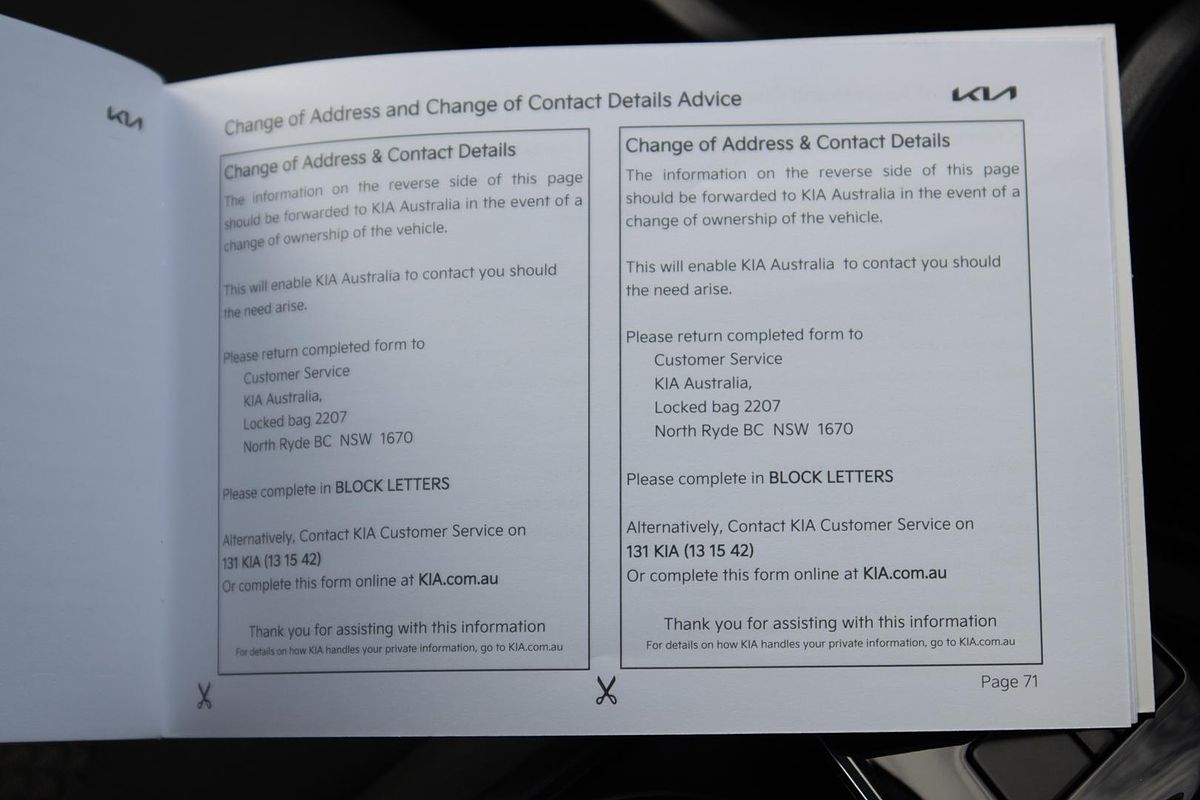 KIA
Change of Address and Change of Contact Details Advice
KIA
Change of Address & Contact Details
The information on the reverse side of this page
should be forwarded to KIA Australia in the event of a
change of ownership of the vehicle.
This will enable KIA Australia to contact you should
the need arise.
Please return completed form to
Customer Service
KIA Australia,
Locked bag 2207
North Ryde BC NSW 1670
Please complete in BLOCK LETTERS
Alternatively, Contact KIA Customer Service on
131 KIA (13 15 42)
Or complete this form online at KIA.com.au
Thank you for assisting with this information
For details on how KIA handles your private information, go to KIA.com.au
Change of Address & Contact Details
The information on the reverse side of this page
should be forwarded to KIA Australia in the event of a
change of ownership of the vehicle.
This will enable KIA Australia to contact you should
the need arise.
Please return completed form to
Customer Service
KIA Australia,
Locked bag 2207
North Ryde BC NSW 1670
Please complete in BLOCK LETTERS
Alternatively, Contact KIA Customer Service on
131 KIA (13 15 42)
Or complete this form online at KIA.com.au
Thank you for assisting with this information
For details on how KIA handles your private information, go to KIA.com.au
Page 71